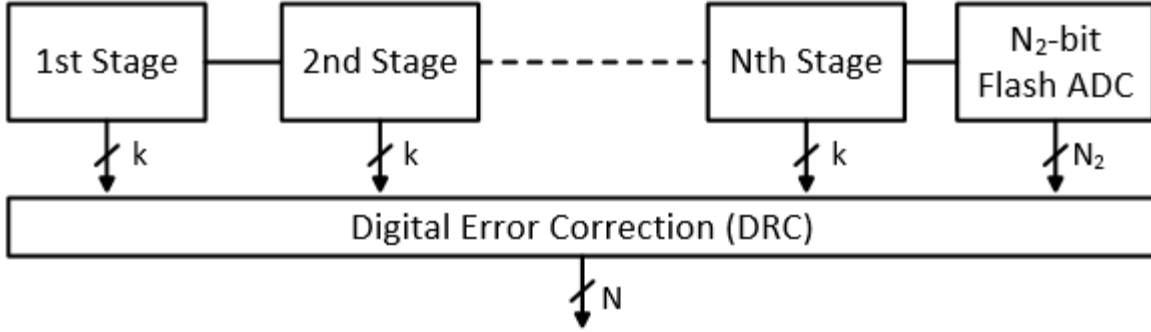 1st Stage
2nd Stage
Nth Stage
N₂-bit
Flash ADC
k
k
k
N₂
Digital Error Correction (DRC)
N